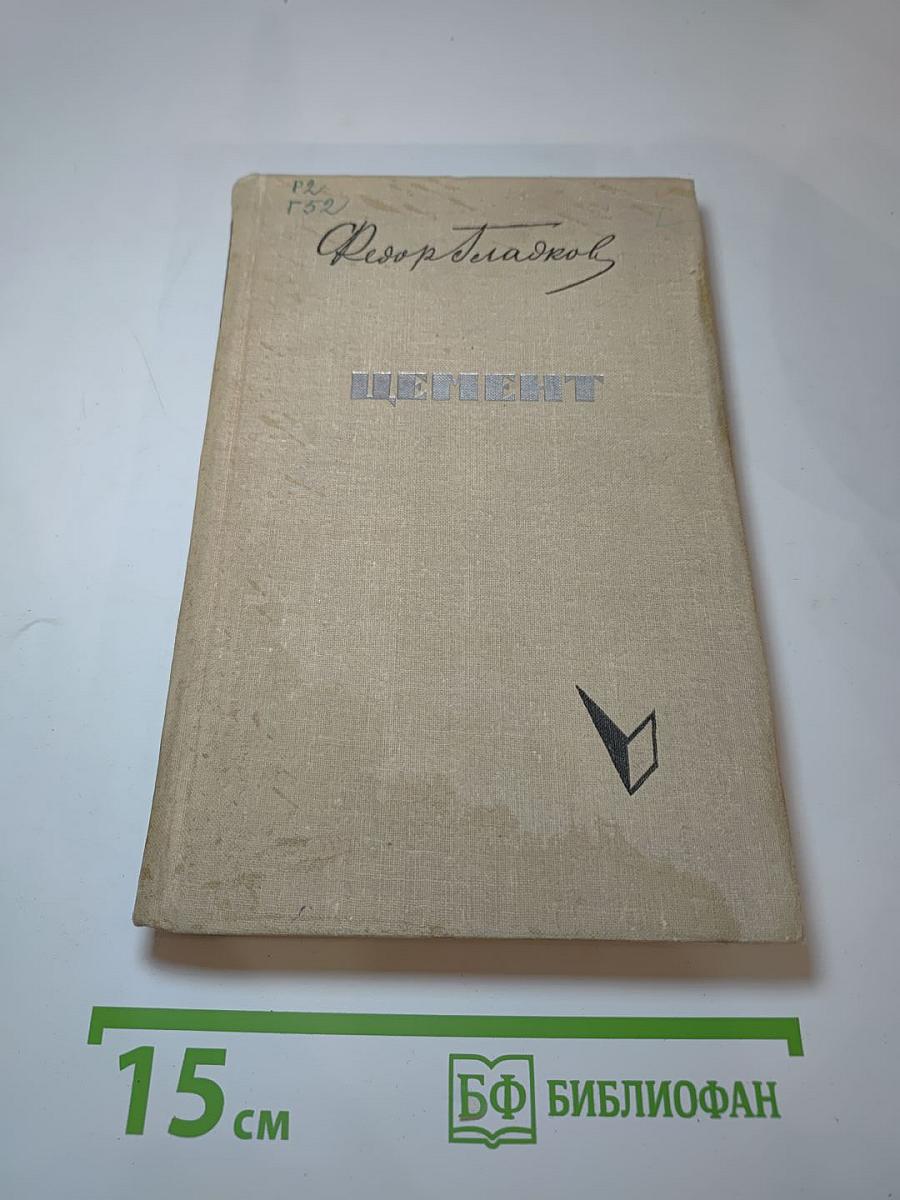 Р2
Г52
Федор Гладков
ЦЕМЕНТ
15 см
БФ БИБЛИОФАН